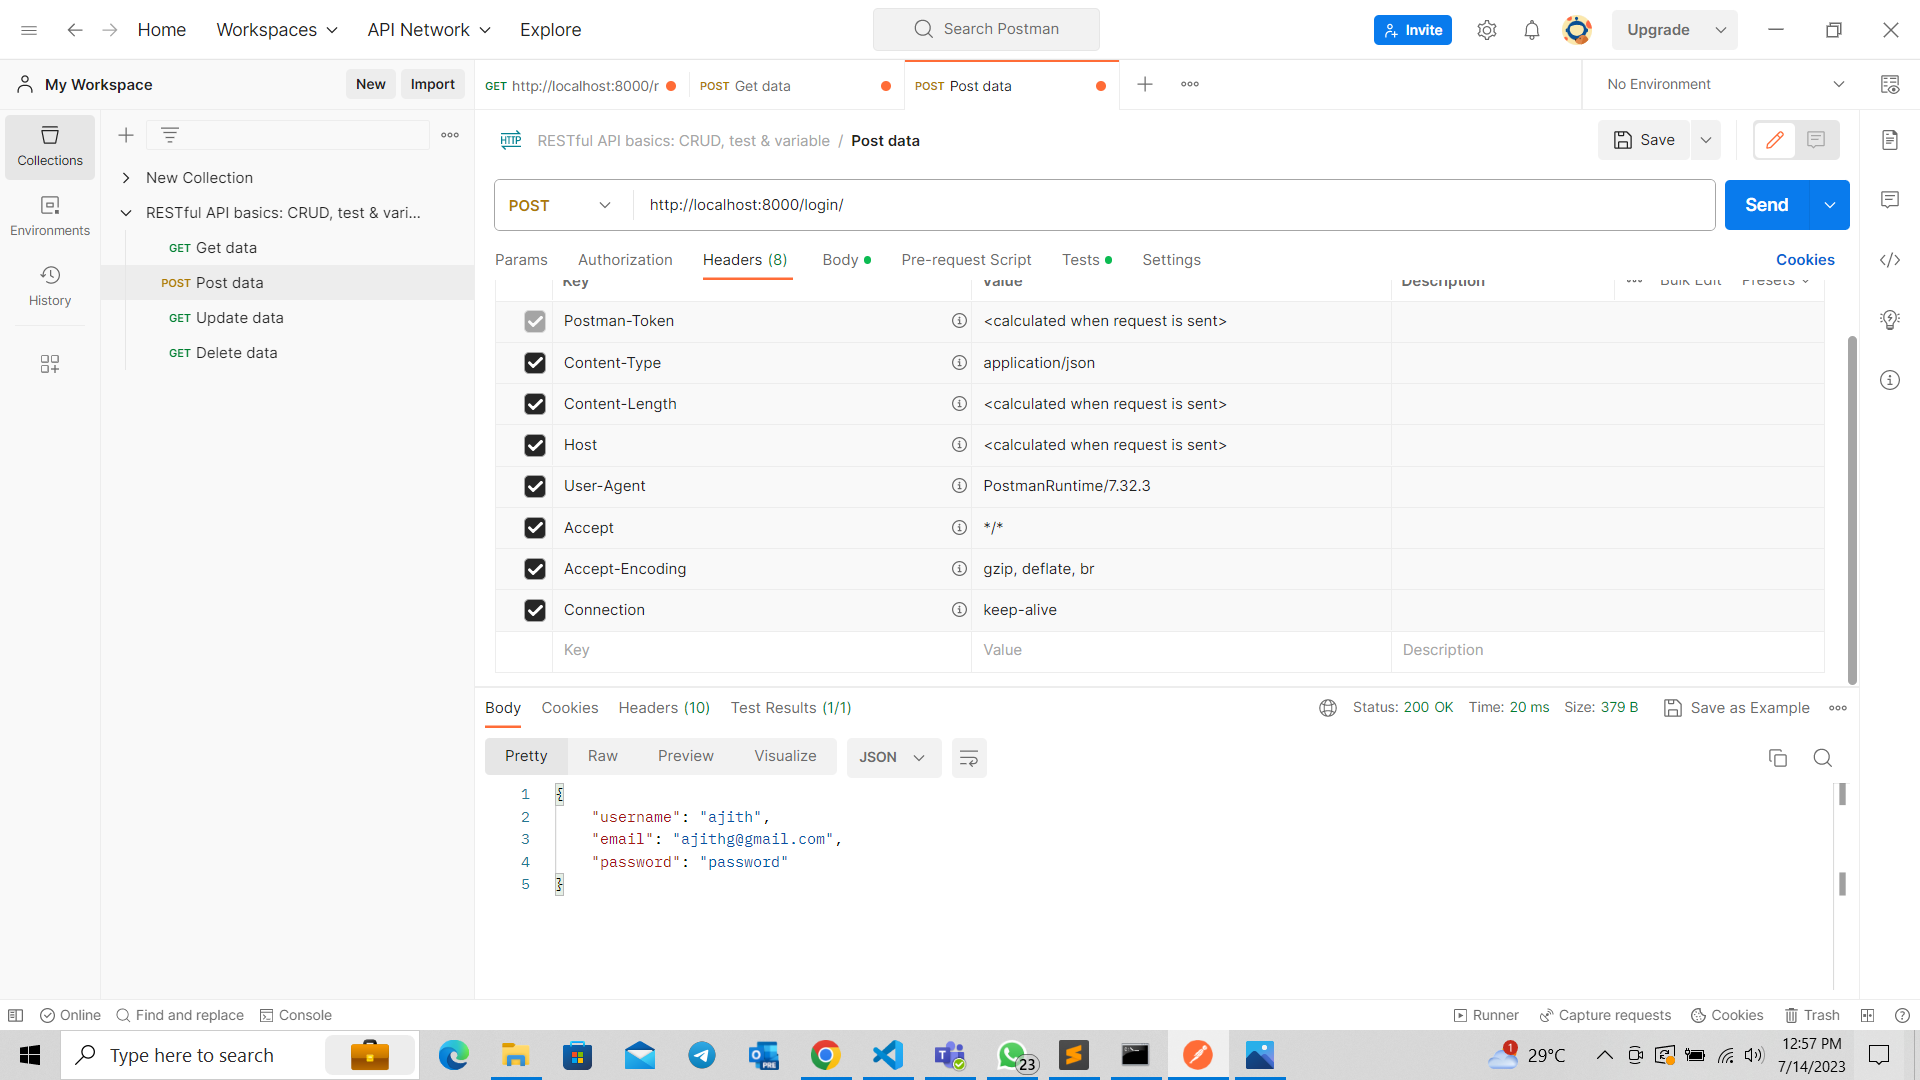 Home
Workspaces
API Network
Explore
Search Postman
Invite
Upgrade
My Workspace
New
Import
GET http://localhost:8000/r
POST Get data
POST Post data
No Environment
Collections
Environments
History
New Collection
RESTful API basics: CRUD, test & vari...
GET Get data
POST Post data
GET Update data
GET Delete data
HTTP RESTful API basics: CRUD, test & variable / Post data
Save
POST http://localhost:8000/login/
Send
Params Authorization Headers (8) Body Pre-request Script Tests Settings
Cookies
Key Value Description ••• Bulk Edit Presets
Postman-Token <calculated when request is sent>
Content-Type application/json
Content-Length <calculated when request is sent>
Host <calculated when request is sent>
User-Agent PostmanRuntime/7.32.3
Accept */*
Accept-Encoding gzip, deflate, br
Connection keep-alive
Key Value Description
Body Cookies Headers (10) Test Results (1/1)
Status: 200 OK Time: 20 ms Size: 379 B Save as Example
Pretty Raw Preview Visualize JSON
1 {
2 "username": "ajith",
3 "email": "ajithg@gmail.com",
4 "password": "password"
5 }
Online Find and replace Console
Runner Capture requests Cookies Trash
Type here to search
PRE
23
1
29°C
12:57 PM
7/14/2023